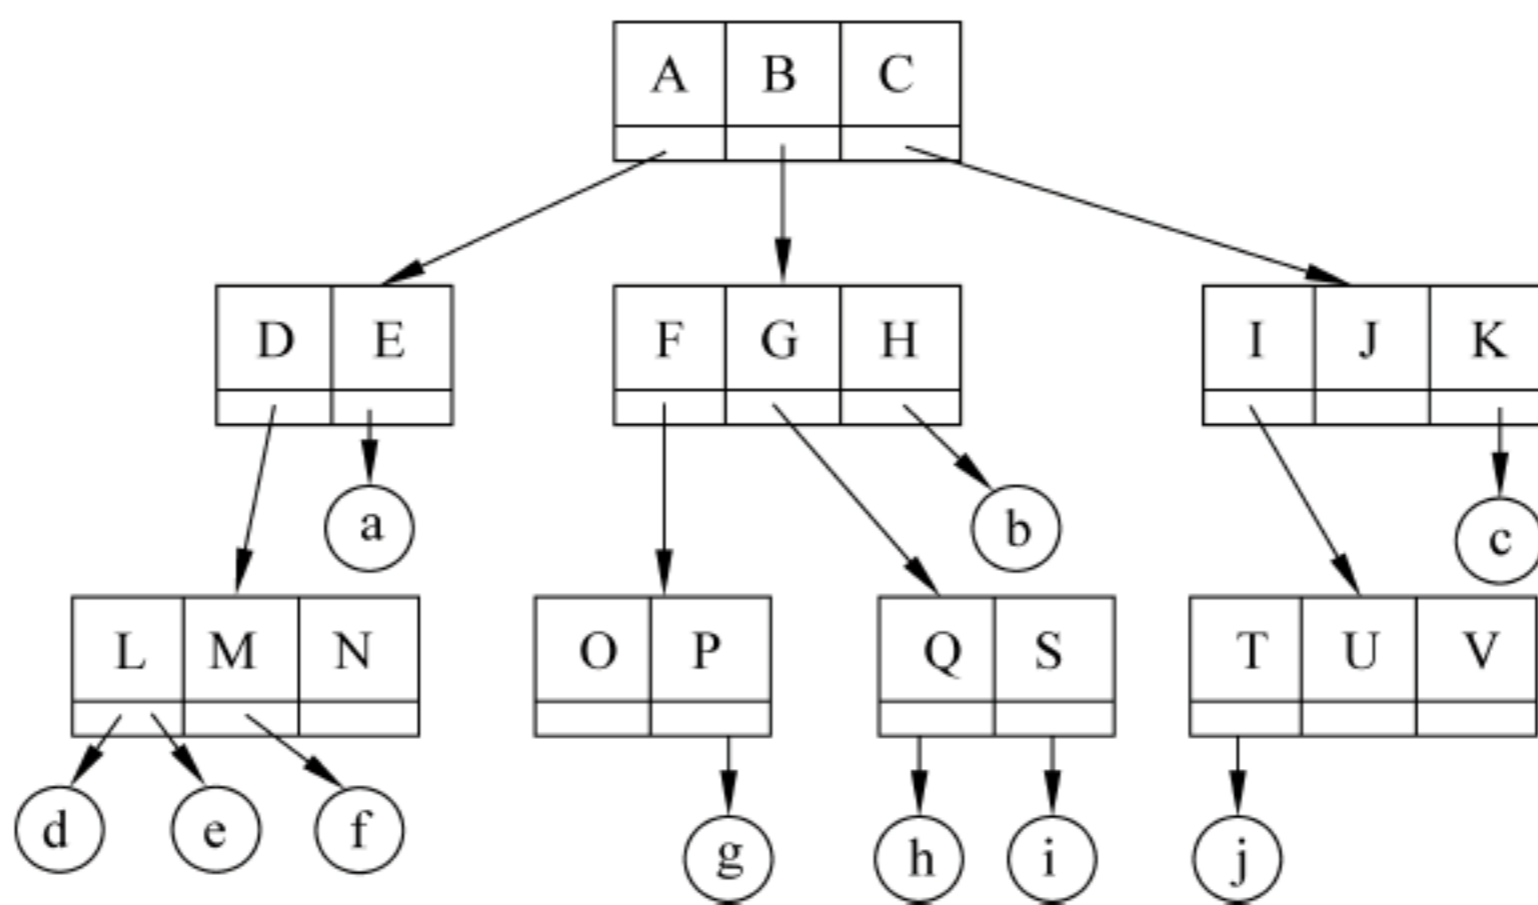 A B C
D E F G H I J K
a b c
L M N O P Q S T U V
d e f g h i j